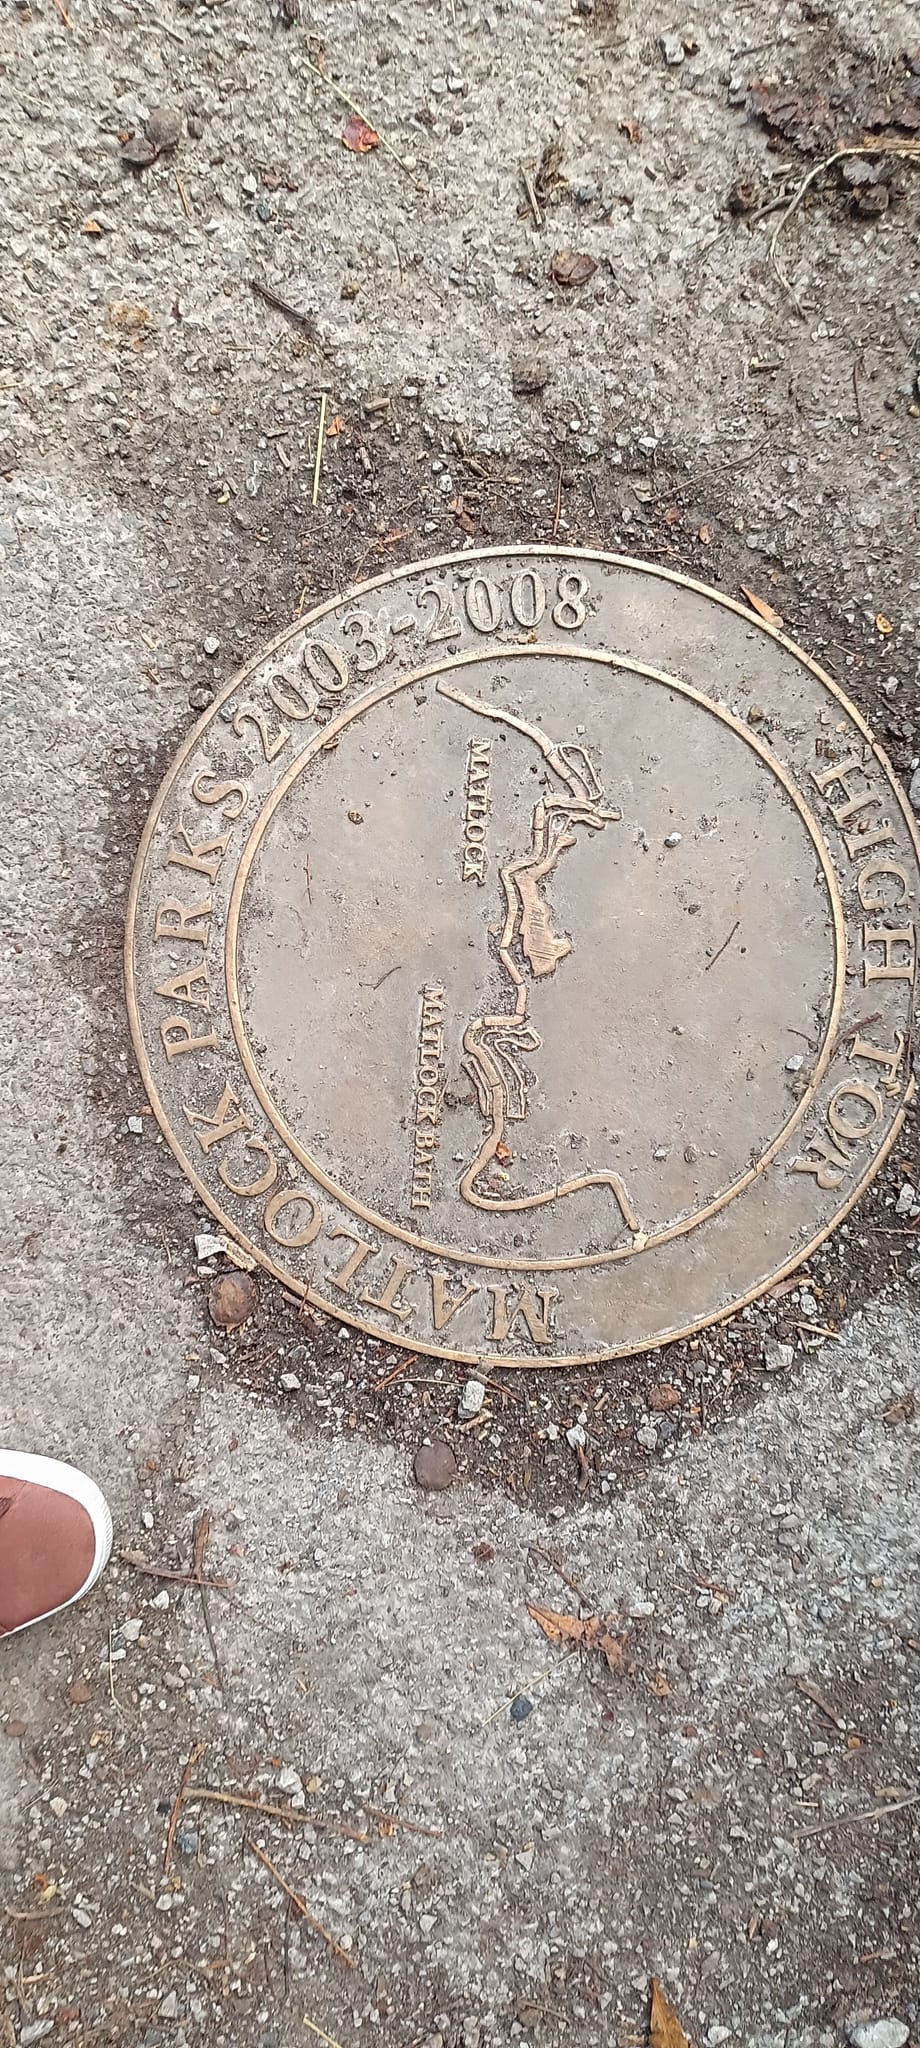 MATLOCK PARKS 2003-2008
HIGH TOR
MATLOCK
MATLOCK BATH